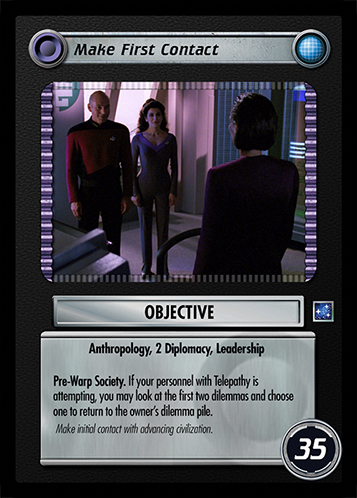 Make First Contact
OBJECTIVE
Anthropology, 2 Diplomacy, Leadership
Pre-Warp Society. If your personnel with Telepathy is
attempting, you may look at the first two dilemmas and choose
one to return to the owner's dilemma pile.
Make initial contact with advancing civilization.
35